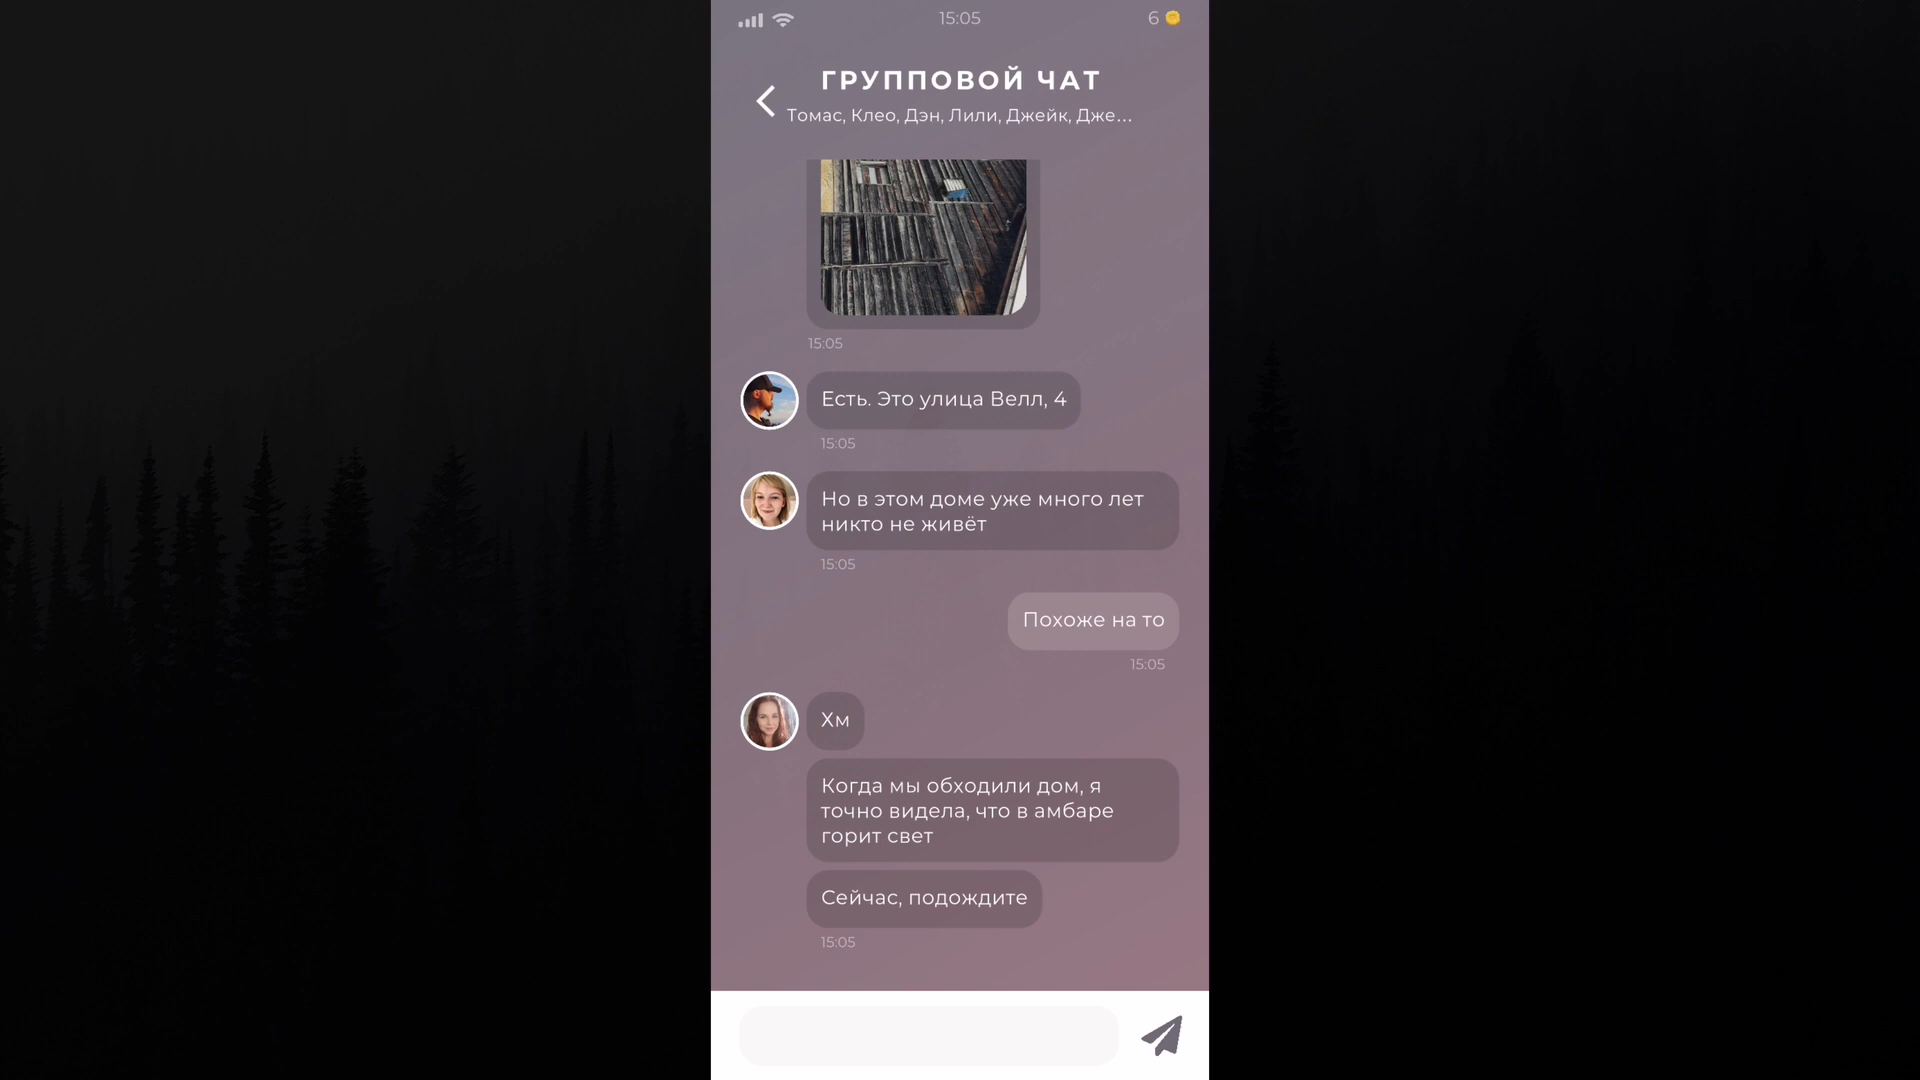 15:05
6
ГРУППОВОЙ ЧАТ
Томас, Клео, Дэн, Лили, Джейк, Дже...
15:05
Есть. Это улица Велл, 4
15:05
Но в этом доме уже много лет
никто не живёт
15:05
Похоже на то
15:05
Хм
Когда мы обходили дом, я
точно видела, что в амбаре
горит свет
Сейчас, подождите
15:05